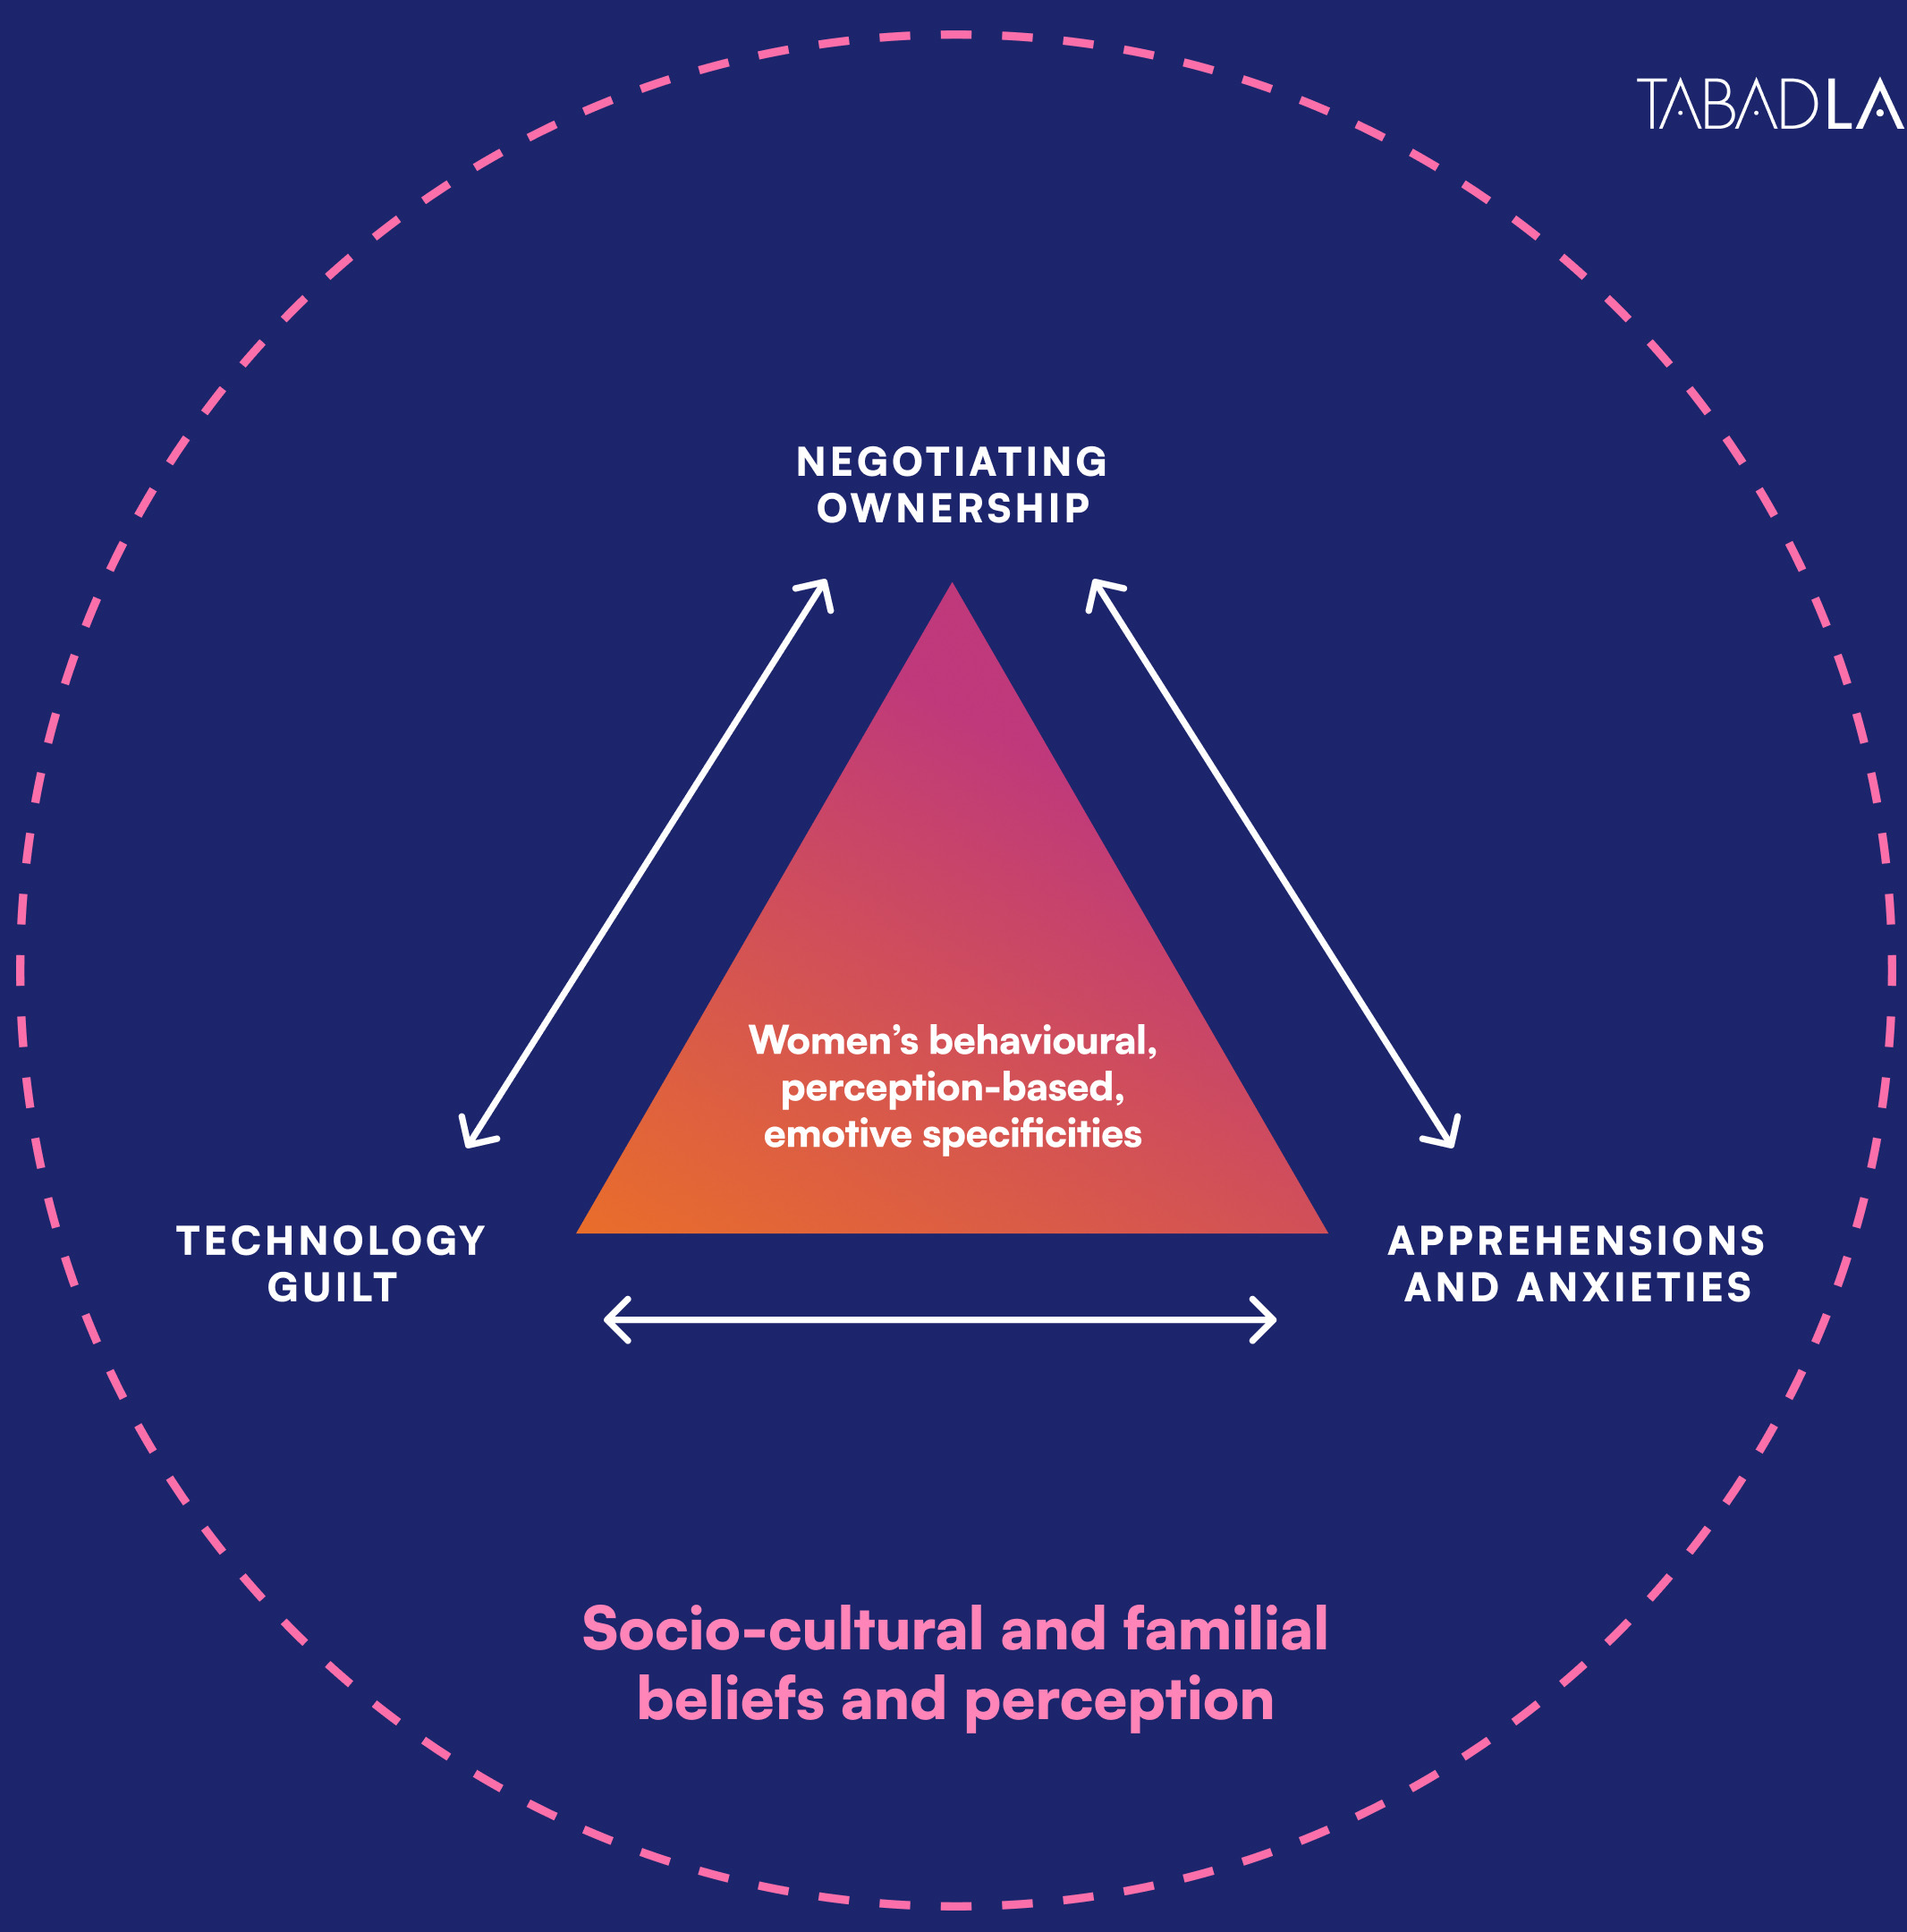 TABADLA
NEGOTIATING
OWNERSHIP
Women’s behavioural,
perception-based,
emotive specificities
TECHNOLOGY
GUILT
APPREHENSIONS
AND ANXIETIES
Socio-cultural and familial
beliefs and perception